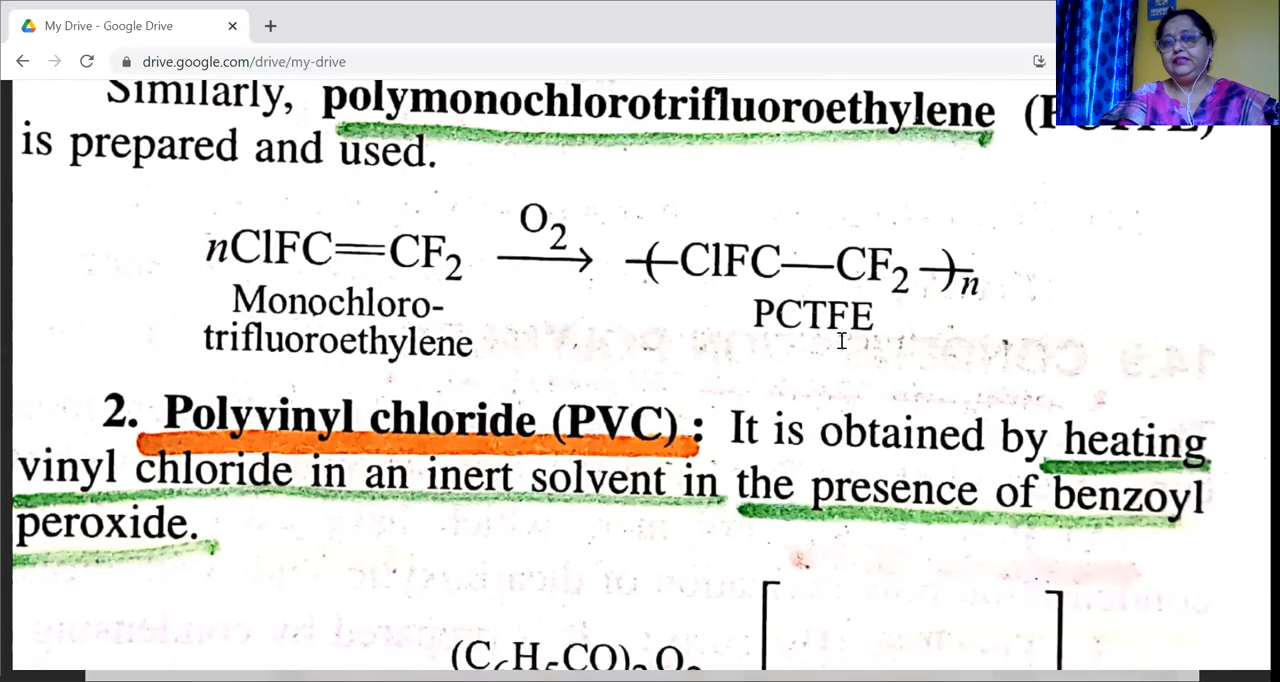 My Drive - Google Drive
drive.google.com/drive/my-drive
Similarly, polymonochlorotrifluoroethylene
is prepared and used.
nClFC=CF₂ O₂→ -(-ClFC—CF₂-)-n
Monochloro-
trifluoroethylene
PCTFE
2. Polyvinyl chloride (PVC) : It is obtained by heating
vinyl chloride in an inert solvent in the presence of benzoyl
peroxide.
(C₆H₅CO)₂O₂